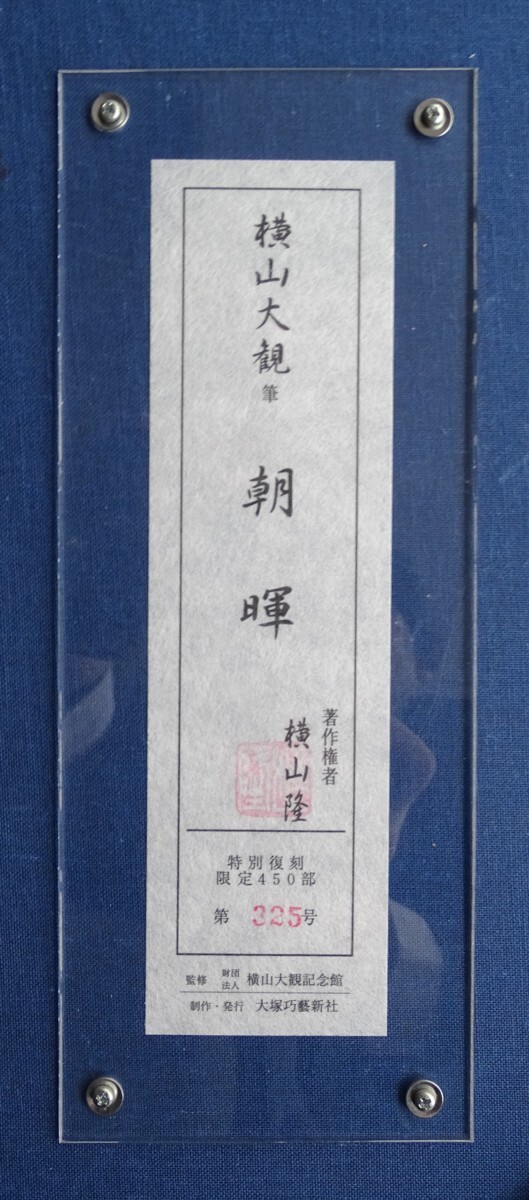 横山大観筆
朝暉
著作権者
横山隆
特別復刻
限定450部
第 325号
監修 財団法人 横山大観記念館
制作・発行 大塚巧藝新社